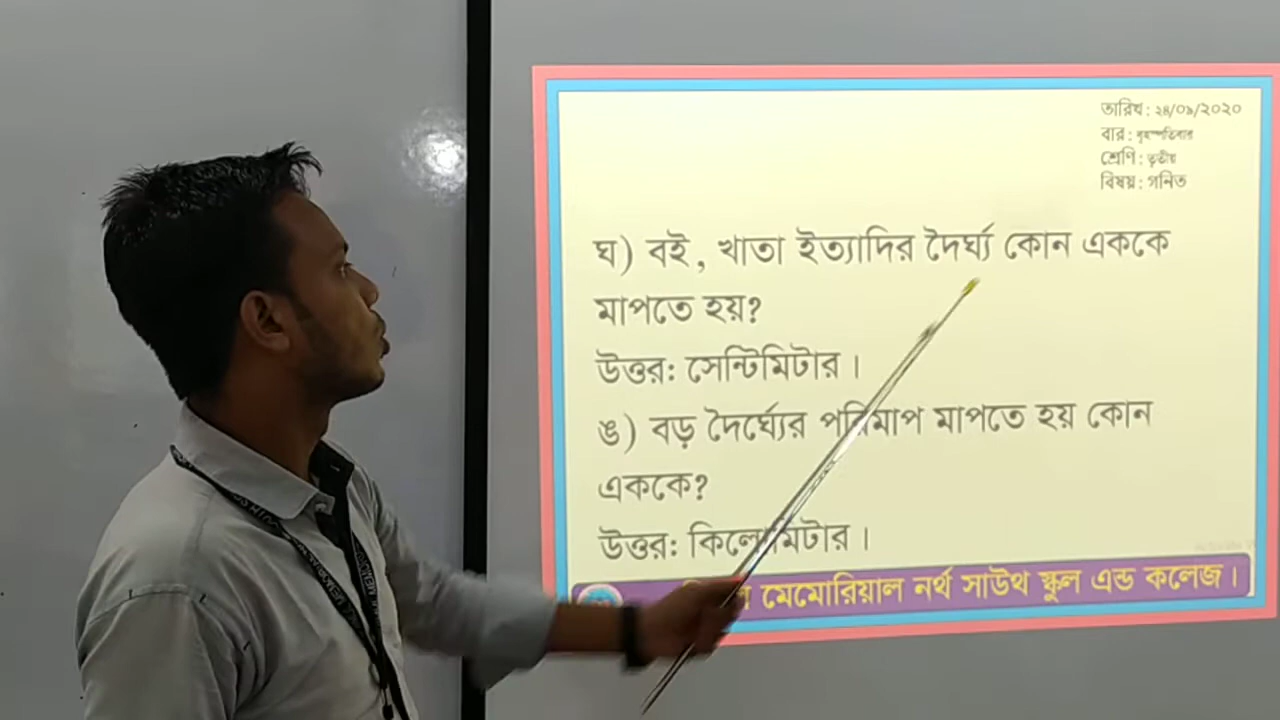 তারিখ : ২৪/০৯/২০২০
বার : বৃহস্পতিবার
শ্রেণি : তৃতীয়
বিষয় : গনিত
ঘ) বই, খাতা ইত্যাদির দৈর্ঘ্য কোন এককে
মাপতে হয়?
উত্তর: সেন্টিমিটার।
ঙ) বড় দৈর্ঘ্যের পরিমাপ মাপতে হয় কোন
এককে?
উত্তর: কিলোমিটার।
মেমোরিয়াল নর্থ সাউথ স্কুল এন্ড কলেজ।